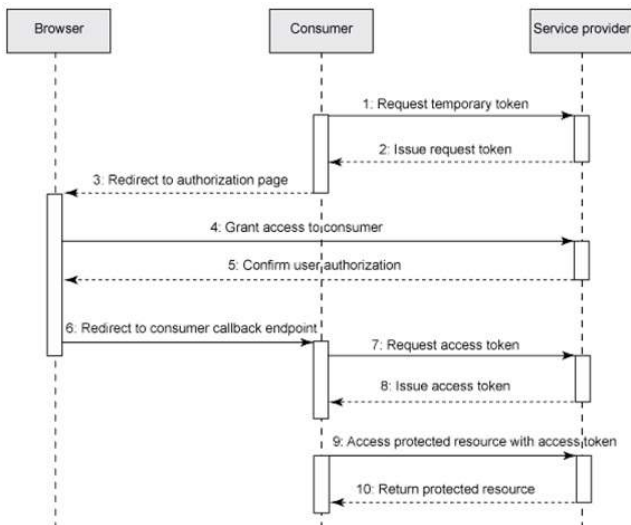 Browser
Consumer
Service provider
1: Request temporary token
2: Issue request token
3: Redirect to authorization page
4: Grant access to consumer
5: Confirm user authorization
6: Redirect to consumer callback endpoint
7: Request access token
8: Issue access token
9: Access protected resource with access token
10: Return protected resource